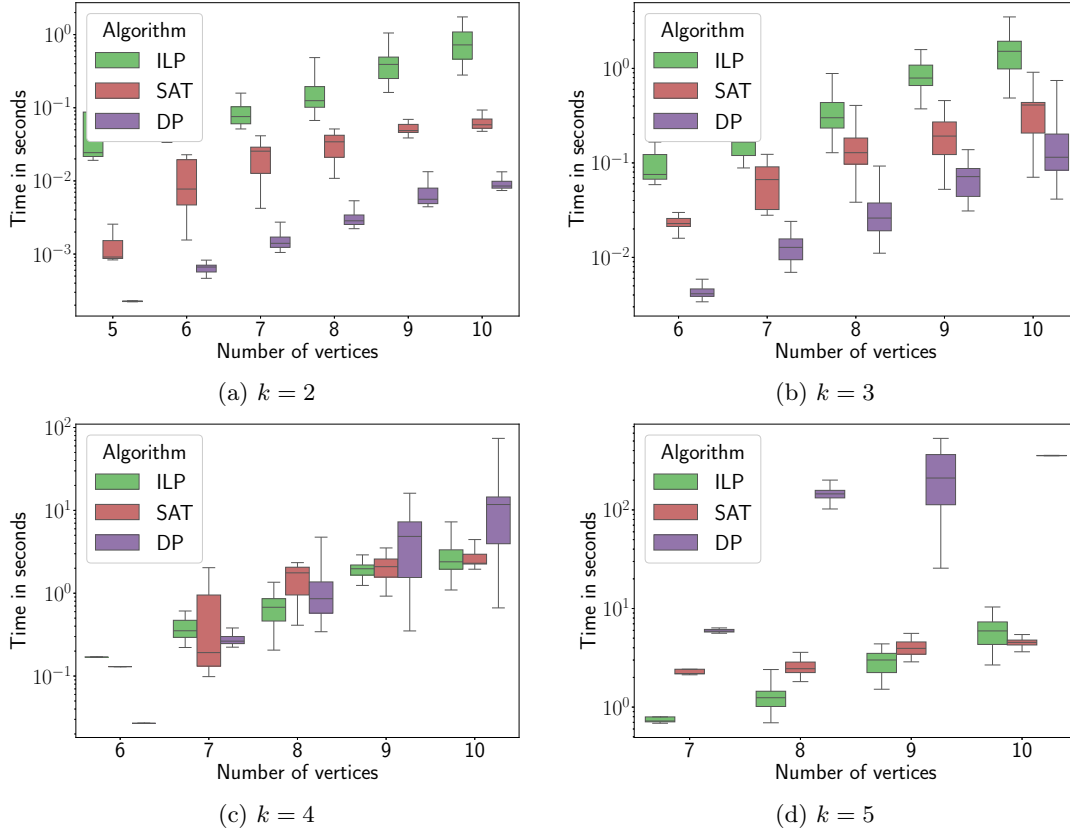 Algorithm
ILP
SAT
DP
Time in seconds
10^0
10^-1
10^-2
10^-3
5 6 7 8 9 10
Number of vertices
(a) k = 2
Algorithm
ILP
SAT
DP
Time in seconds
10^0
10^-1
10^-2
6 7 8 9 10
Number of vertices
(b) k = 3
Algorithm
ILP
SAT
DP
Time in seconds
10^2
10^1
10^0
10^-1
6 7 8 9 10
Number of vertices
(c) k = 4
Algorithm
ILP
SAT
DP
Time in seconds
10^2
10^1
10^0
7 8 9 10
Number of vertices
(d) k = 5